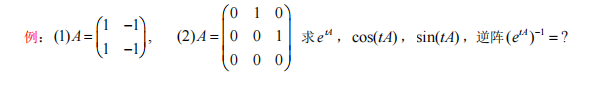 例：(1) A = \begin{pmatrix} 1 & -1 \\ 1 & -1 \end{pmatrix}, (2) A = \begin{pmatrix} 0 & 1 & 0 \\ 0 & 0 & 1 \\ 0 & 0 & 0 \end{pmatrix} 求 e^{tA}，cos(tA)，sin(tA)，逆阵(e^{tA})^{-1} = ?